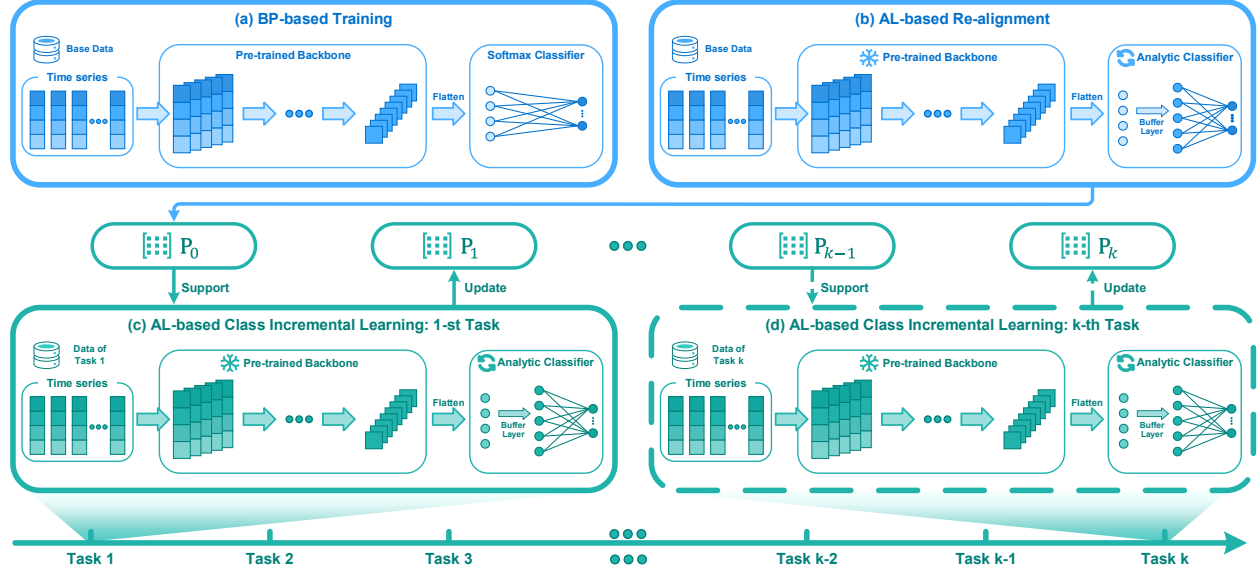 (a) BP-based Training
Base Data
Time series
Pre-trained Backbone
Flatten
Softmax Classifier
(b) AL-based Re-alignment
Base Data
Time series
Pre-trained Backbone
Flatten
Analytic Classifier
Buffer
Layer
P0
Support
P1
Update
Pk−1
Support
Pk
Update
(c) AL-based Class Incremental Learning: 1-st Task
Data of
Task 1
Time series
Pre-trained Backbone
Flatten
Analytic Classifier
Buffer
Layer
(d) AL-based Class Incremental Learning: k-th Task
Data of
Task k
Time series
Pre-trained Backbone
Flatten
Analytic Classifier
Buffer
Layer
Task 1
Task 2
Task 3
Task k-2
Task k-1
Task k